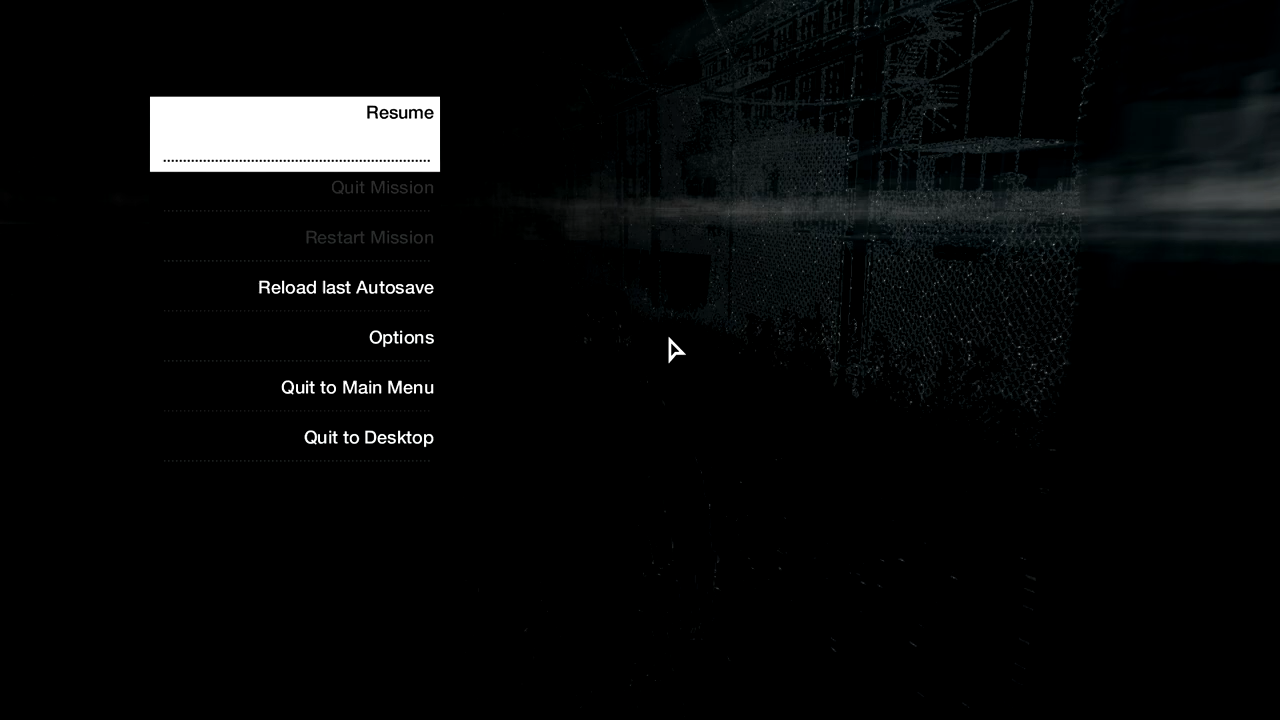 Resume
Quit Mission
Restart Mission
Reload last Autosave
Options
Quit to Main Menu
Quit to Desktop